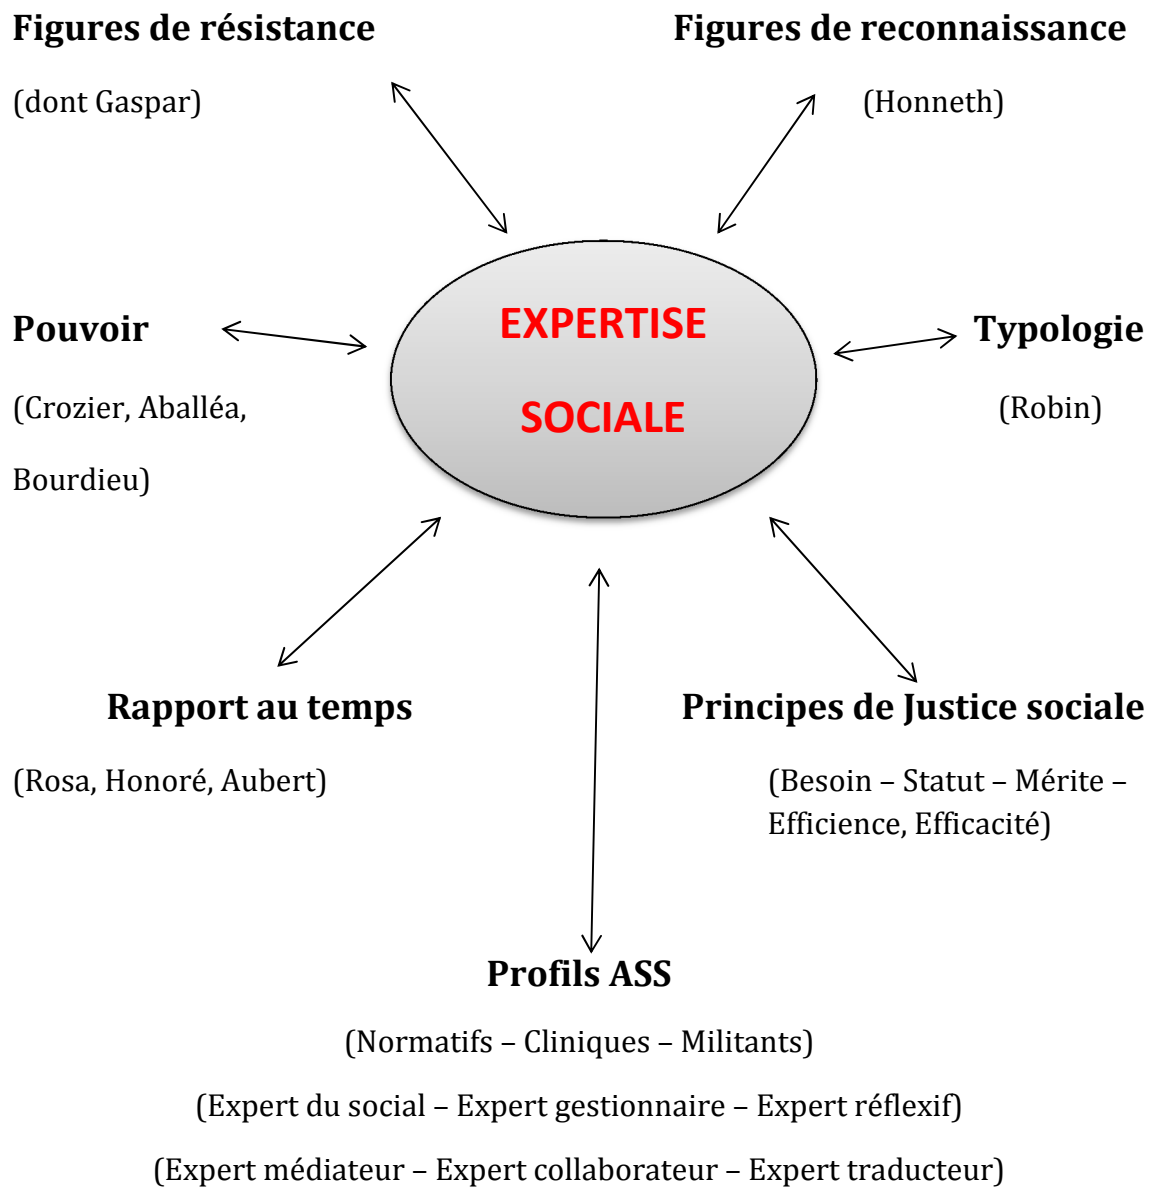 Figures de résistance
Figures de reconnaissance
(dont Gaspar)
(Honneth)
EXPERTISE
SOCIALE
Pouvoir
Typologie
(Crozier, Aballéa,
Bourdieu)
(Robin)
Rapport au temps
Principes de Justice sociale
(Rosa, Honoré, Aubert)
(Besoin – Statut – Mérite –
Efficience, Efficacité)
Profils ASS
(Normatifs – Cliniques – Militants)
(Expert du social – Expert gestionnaire – Expert réflexif)
(Expert médiateur – Expert collaborateur – Expert traducteur)